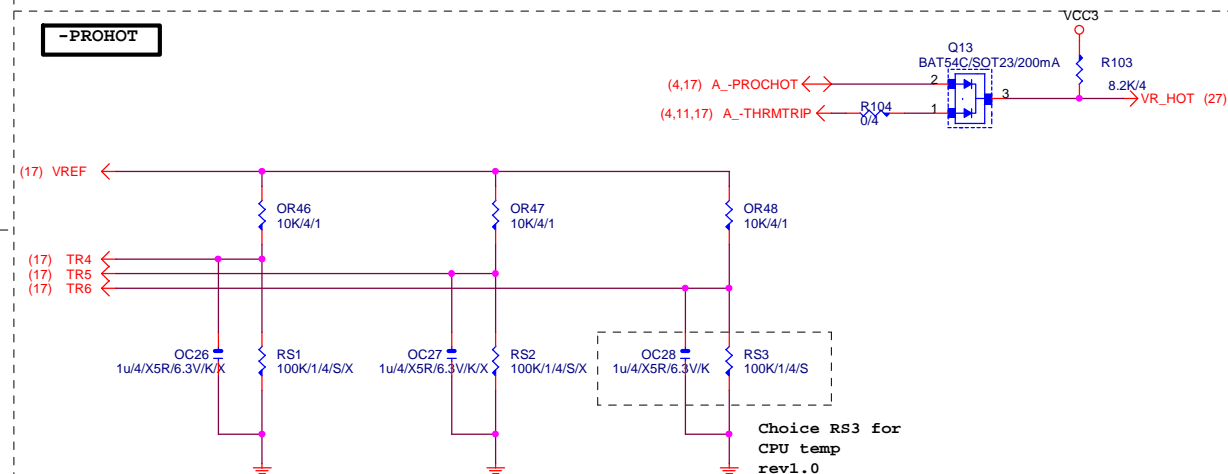 -PROHOT
VCC3
Q13
BAT54C/SOT23/200mA
R103
8.2K/4
(4,17) A_-PROCHOT
2
3
VR_HOT (27)
(4,11,17) A_-THRMTRIP
R104
0/4
1
(17) VREF
OR46
10K/4/1
OR47
10K/4/1
OR48
10K/4/1
(17) TR4
(17) TR5
(17) TR6
OC26
1u/4/X5R/6.3V/K/X
RS1
100K/1/4/S/X
OC27
1u/4/X5R/6.3V/K/X
RS2
100K/1/4/S/X
OC28
1u/4/X5R/6.3V/K
RS3
100K/1/4/S
Choice RS3 for
CPU temp
rev1.0